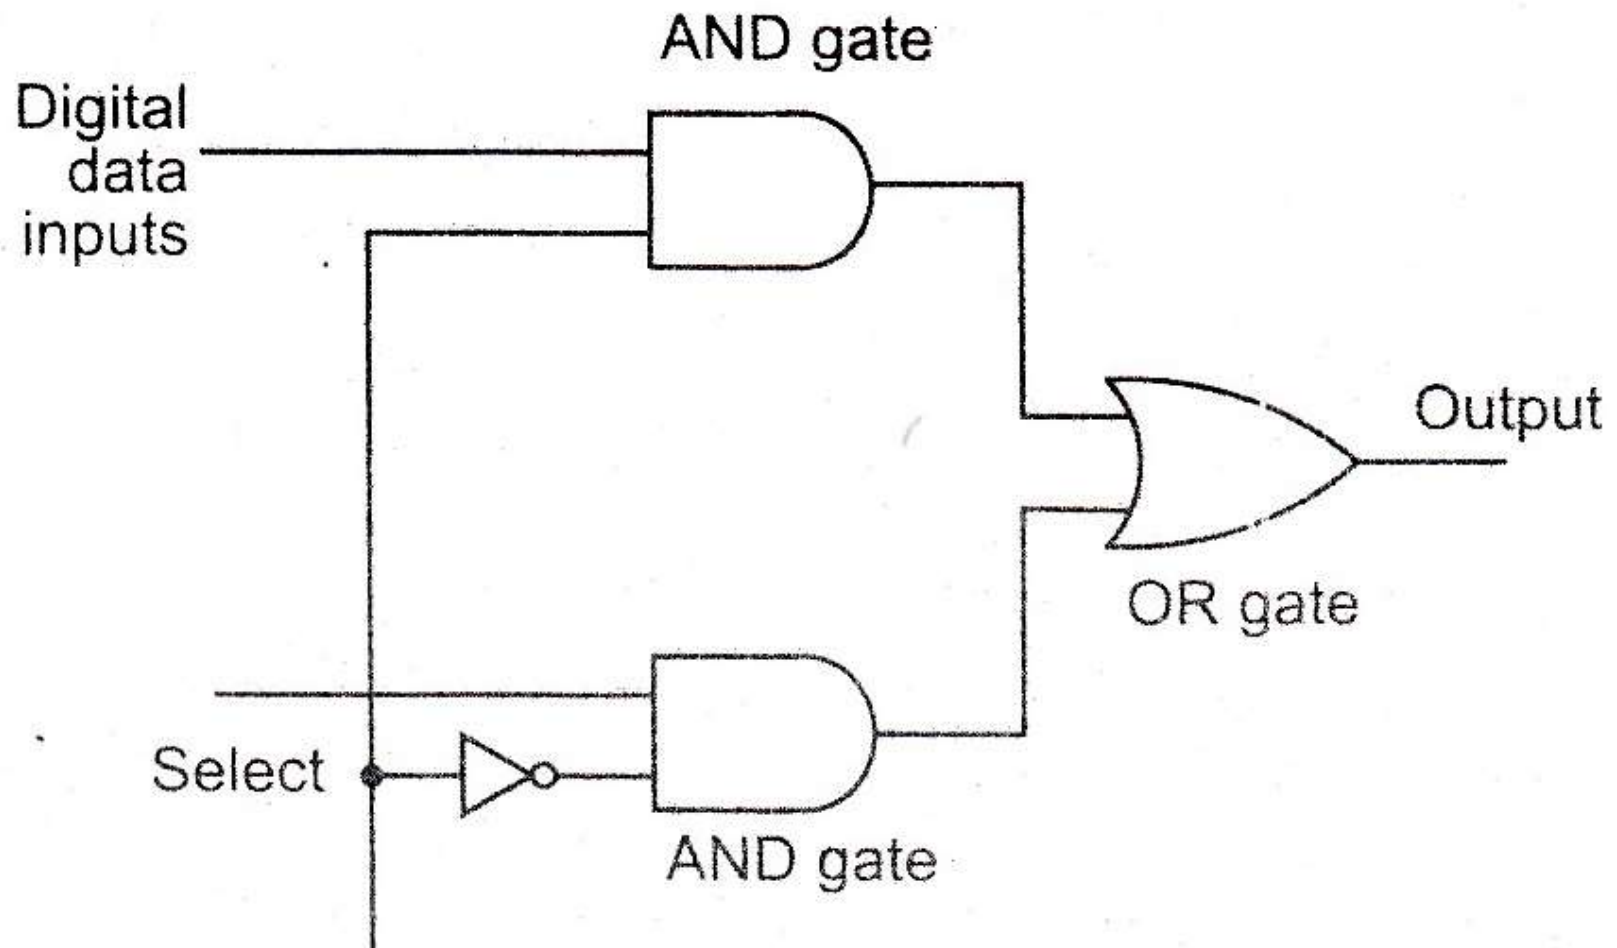 AND gate
Digital
data
inputs
Output
OR gate
Select
AND gate